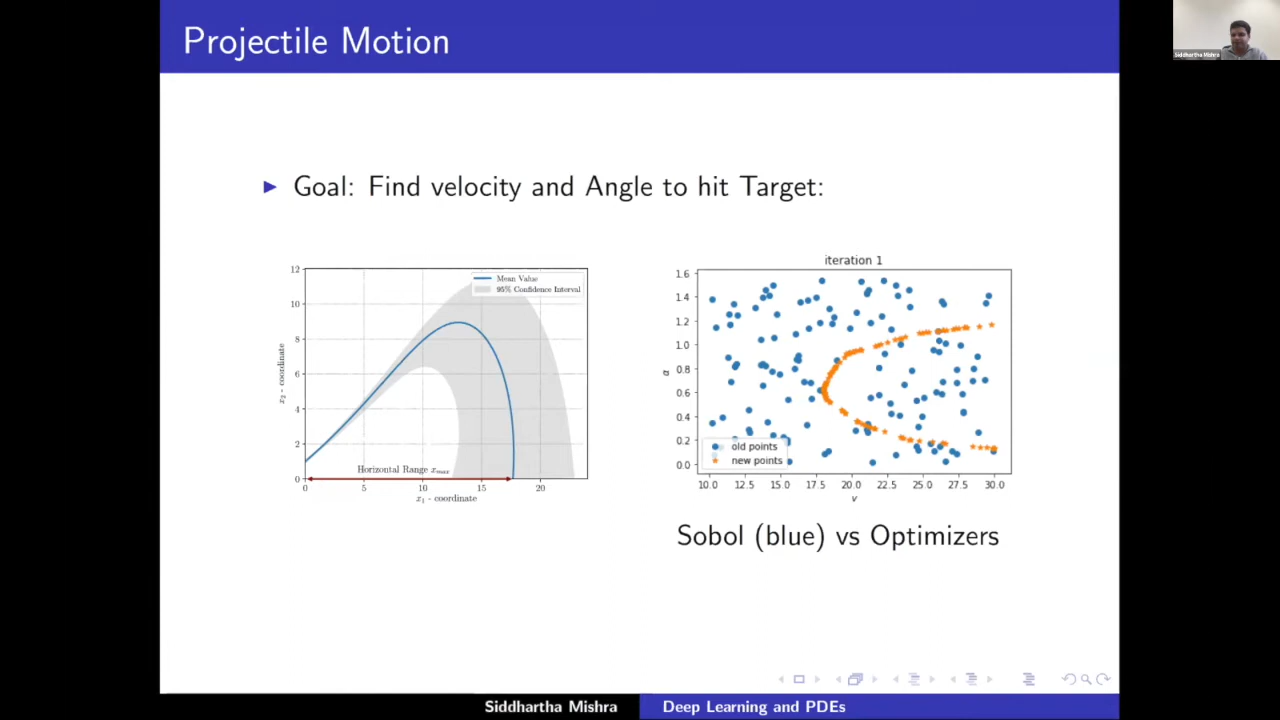 Projectile Motion
Siddhartha Mishra
Goal: Find velocity and Angle to hit Target:
12
10
8
6
4
2
0
x₂ - coordinate
Mean Value
95% Confidence Interval
Horizontal Range xₘₐₓ
0 5 10 15 20
x₁ - coordinate
iteration 1
1.6
1.4
1.2
1.0
0.8
0.6
0.4
0.2
0.0
α
old points
new points
10.0 12.5 15.0 17.5 20.0 22.5 25.0 27.5 30.0
v
Sobol (blue) vs Optimizers
Siddhartha Mishra
Deep Learning and PDEs